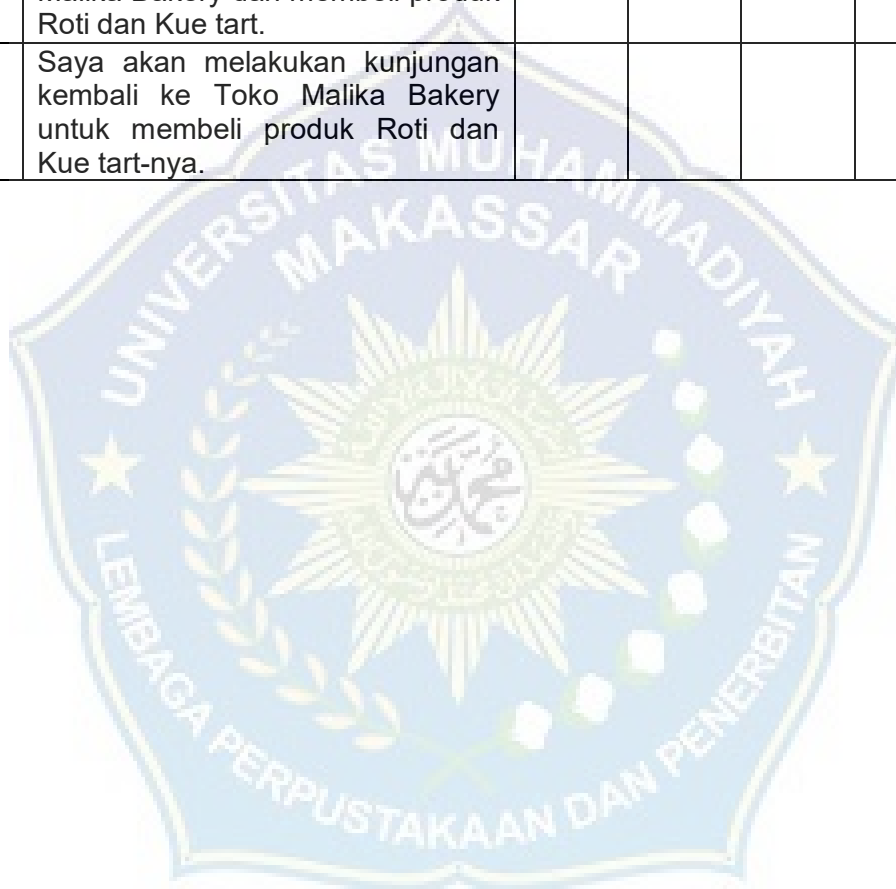 Roti dan Kue tart.
Saya akan melakukan kunjungan
kembali ke Toko Malika Bakery
untuk membeli produk Roti dan
Kue tart-nya.
UNIVERSITAS MUHAMMADIYAH
MAKASSAR
LEMBAGA PERPUSTAKAAN DAN PENERBITAN